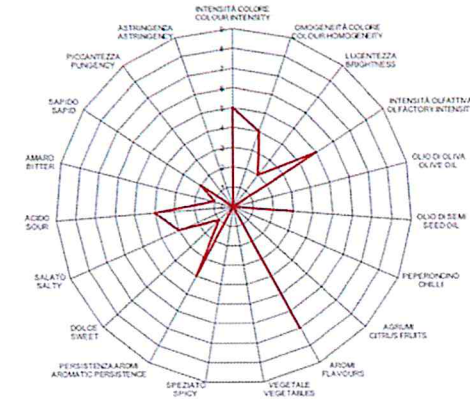 INTENSITÀ COLORE
COLOUR INTENSITY
OMOGENEITÀ COLORE
COLOUR HOMOGENEITY
LUCENTEZZA
BRIGHTNESS
INTENSITÀ OLFATTIVA
OLFACTORY INTENSIT
OLIO DI OLIVA
OLIVE OIL
OLIO DI SEMI
SEED OIL
PEPERONCINO
CHILLI
AGRUMI
CITRUS FRUITS
AROMI
FLAVOURS
VEGETALE
VEGETABLES
SPEZIATO
SPICY
PERSISTENZA AROMI
AROMATIC PERSISTENCE
DOLCE
SWEET
SALATO
SALTY
ACIDO
SOUR
AMARO
BITTER
SAPIDO
SAPID
PICCANTEZZA
PUNGENCY
ASTRINGENZA
ASTRINGENCY